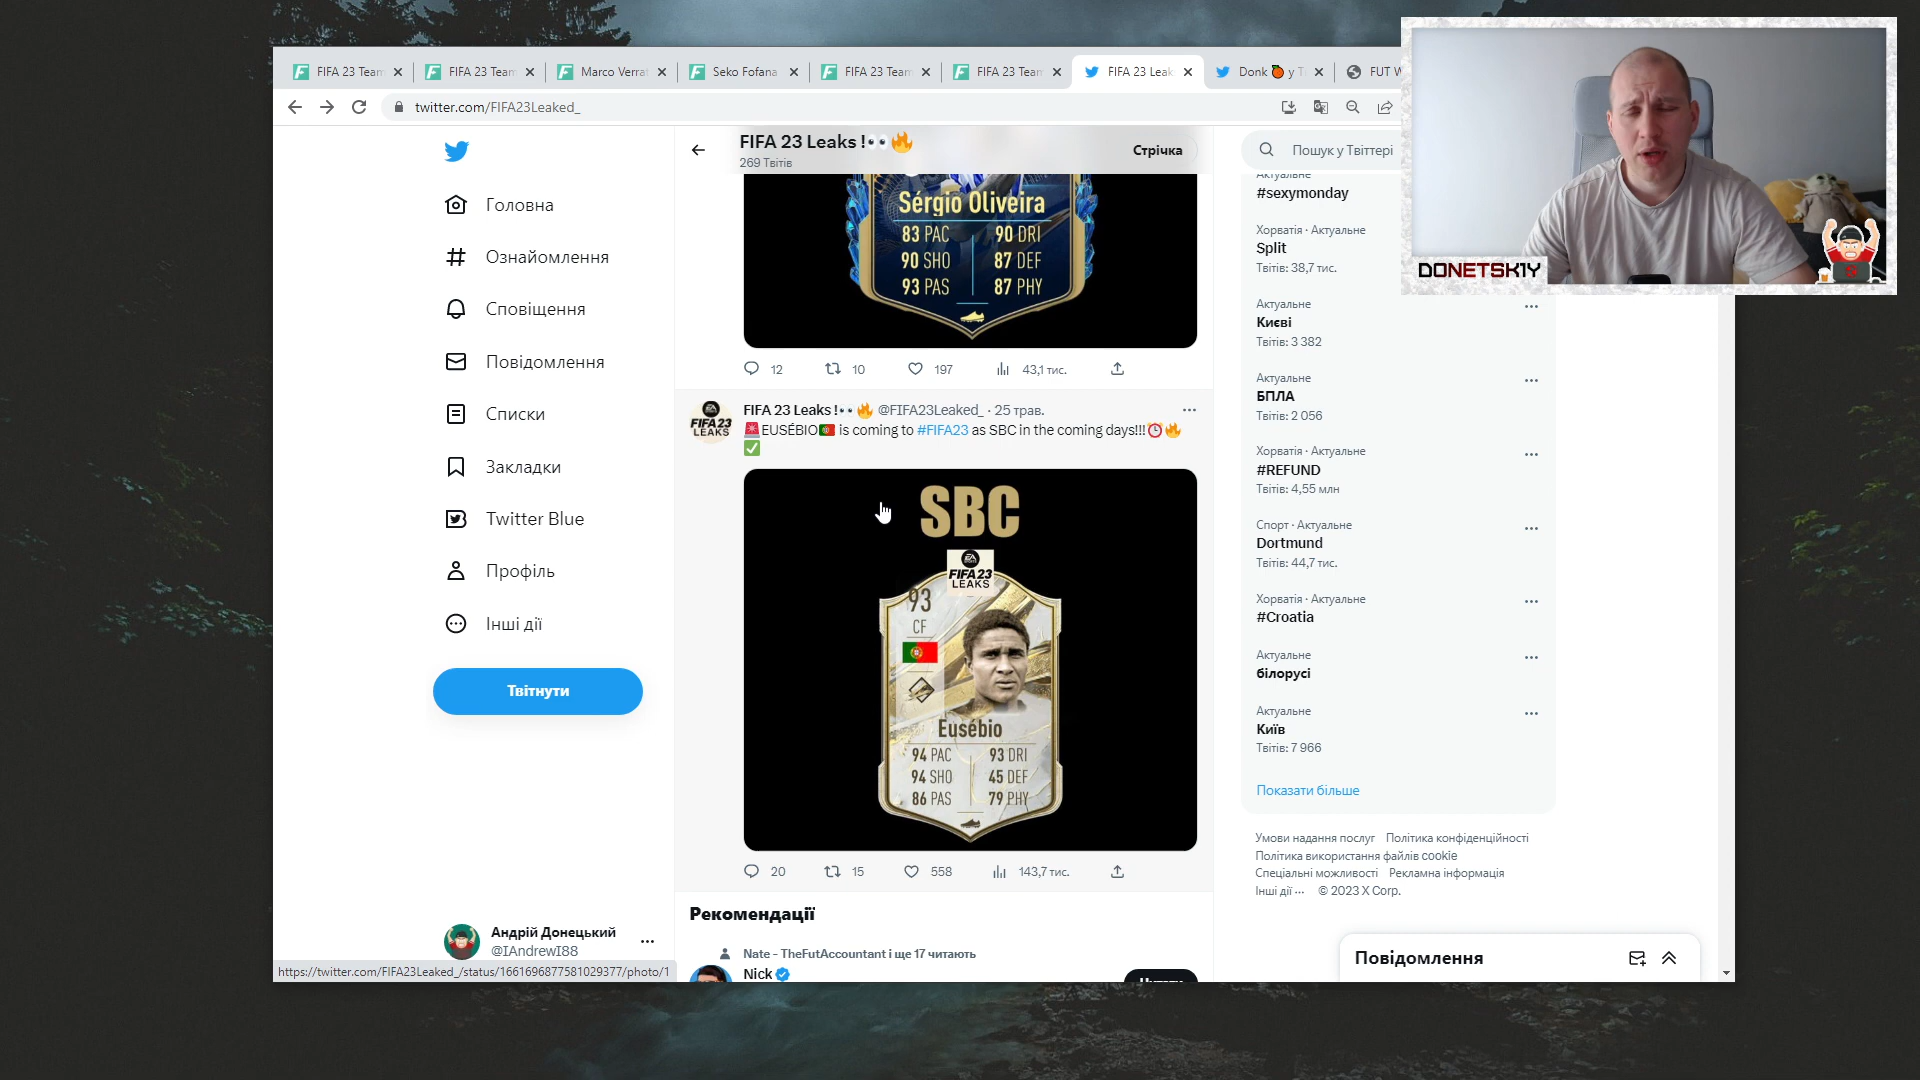 FIFA 23 Team
FIFA 23 Team
Marco Verrat
Seko Fofana
FIFA 23 Team
FIFA 23 Team
FIFA 23 Leak
Donk 🍊 у Т
FUT W
twitter.com/FIFA23Leaked_
FIFA 23 Leaks !👀🔥
269 Твітів
Стрічка
Пошук у Твіттері
Головна
Ознайомлення
Сповіщення
Повідомлення
Списки
Закладки
Twitter Blue
Профіль
Інші дії
Твітнути
Андрій Донецький
@IAndrewI88
https://twitter.com/FIFA23Leaked_/status/1661696877581029377/photo/1
Sérgio Oliveira
83 PAC 90 DRI
90 SHO 87 DEF
93 PAS 87 PHY
12 10 197 43,1 тис.
FIFA 23 Leaks !👀🔥 @FIFA23Leaked_ · 25 трав.
🚨EUSÉBIO🇵🇹 is coming to #FIFA23 as SBC in the coming days!!!⏰🔥
✅
EA
FIFA 23
LEAKS
SBC
EA
FIFA 23
LEAKS
93
CF
Eusébio
94 PAC 93 DRI
94 SHO 45 DEF
86 PAS 79 PHY
20 15 558 143,7 тис.
Рекомендації
Nate - TheFutAccountant і ще 17 читають
Nick
Актуальне
#sexymonday
Хорватія · Актуальне
Split
Твітів: 38,7 тис.
Актуальне
Києві
Твітів: 3 382
Актуальне
БПЛА
Твітів: 2 056
Хорватія · Актуальне
#REFUND
Твітів: 4,55 млн
Спорт · Актуальне
Dortmund
Твітів: 44,7 тис.
Хорватія · Актуальне
#Croatia
Актуальне
білорусі
Актуальне
Київ
Твітів: 7 966
Показати більше
Умови надання послуг Політика конфіденційності
Політика використання файлів cookie
Спеціальні можливості Рекламна інформація
Інші дії ··· © 2023 X Corp.
Повідомлення
DONETSK1Y